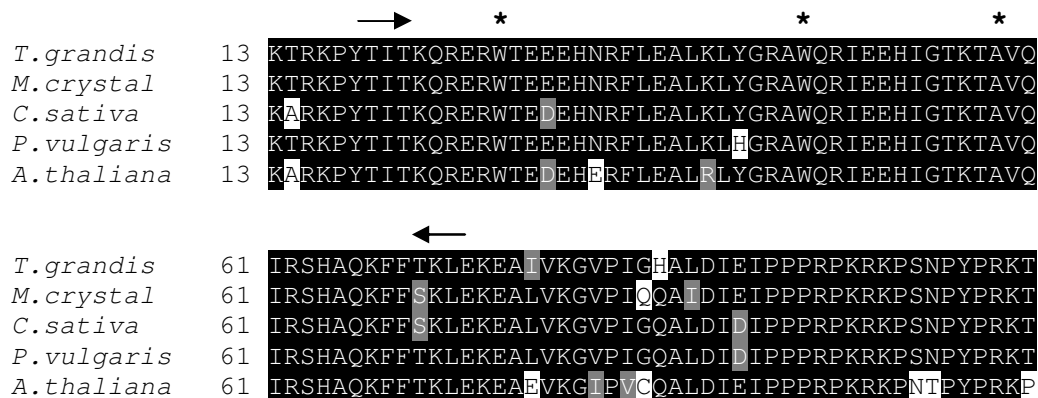 * * *
T.grandis 13 KTRKPYTITKQRERWTEEEHNRFLEALKLYGRAWQRIEEHIGTKTAVQ
M.crystal 13 KTRKPYTITKQRERWTEEEHNRFLEALKLYGRAWQRIEEHIGTKTAVQ
C.sativa 13 KARKPYTITKQRERWTEDEHNRFLEALKLYGRAWQRIEEHIGTKTAVQ
P.vulgaris 13 KTRKPYTITKQRERWTEEEHNRFLEALKLHGRAWQRIEEHIGTKTAVQ
A.thaliana 13 KARKPYTITKQRERWTEDEHERFLEALRLYGRAWQRIEEHIGTKTAVQ
T.grandis 61 IRSHAQKFFTKLEKEAIVKGVPIGHALDIEIPPPRPKRKPSNPYPRKT
M.crystal 61 IRSHAQKFFSKLEKEALVKGVPIQQAIDIEIPPPRPKRKPSNPYPRKT
C.sativa 61 IRSHAQKFFSKLEKEALVKGVPIGQALDIDIPPPRPKRKPSNPYPRKT
P.vulgaris 61 IRSHAQKFFTKLEKEALVKGVPIGQALDIDIPPPRPKRKPSNPYPRKT
A.thaliana 61 IRSHAQKFFTKLEKEAEVKGIPVCQALDIEIPPPRPKRKPNTPYPRKP